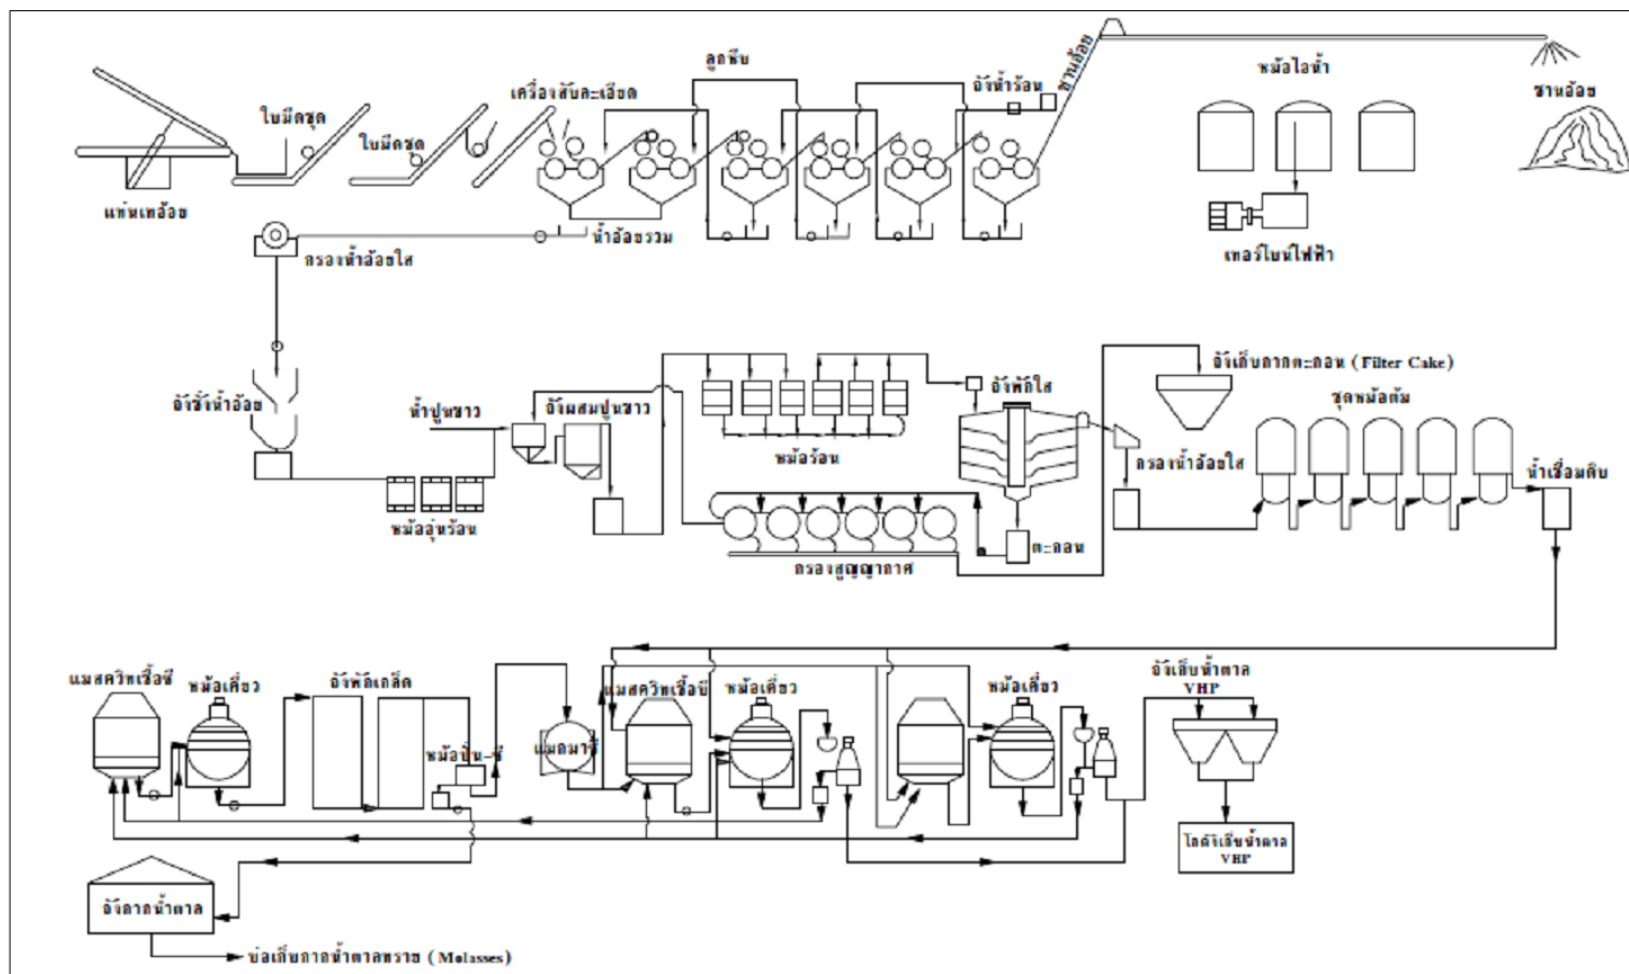 ลูกหีบ
หม้อไอน้ำ
ถังน้ำร้อน
ชานอ้อย
เครื่องสับละเอียด
ชานอ้อย
ใบมีดชุด
ใบมีดชุด
แท่นเทอ้อย
น้ำอ้อยรวม
กรองน้ำอ้อยใส
เทอร์ไบน์ไฟฟ้า
ถังเก็บกากตะกอน (Filter Cake)
ถังพักใส
ชุดหม้อต้ม
ถังชั่งน้ำอ้อย
น้ำปูนขาว
ถังผสมปูนขาว
หม้อร้อน
กรองน้ำอ้อยใส
น้ำเชื่อมดิบ
หม้ออุ่นร้อน
ตะกอน
กรองสูญญากาศ
แมสควิทเชื้อซี
หม้อเคี่ยว
ถังพักเกล็ด
แมสควิทเชื้อบี
หม้อเคี่ยว
หม้อเคี่ยว
ถังเก็บน้ำตาล
VHP
หม้อปั่น-ซี
แมกมาซี
โกดังเก็บน้ำตาล
VHP
ถังกากน้ำตาล
บ่อเก็บกากน้ำตาลทราย (Molasses)